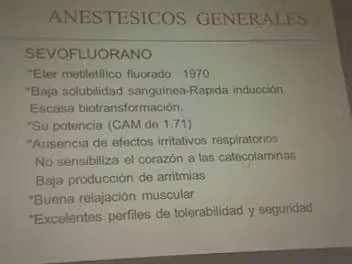 ANESTESICOS GENERALES
SEVOFLUORANO
*Eter metiletílico fluorado 1970
*Baja solubilidad sanguínea-Rapida inducción
Escasa biotransformación.
*Su potencia (CAM de 1.71)
*Ausencia de efectos irritativos respiratorios
No sensibiliza el corazón a las catecolaminas
Baja producción de arritmias
*Buena relajación muscular
*Excelentes perfiles de tolerabilidad y seguridad